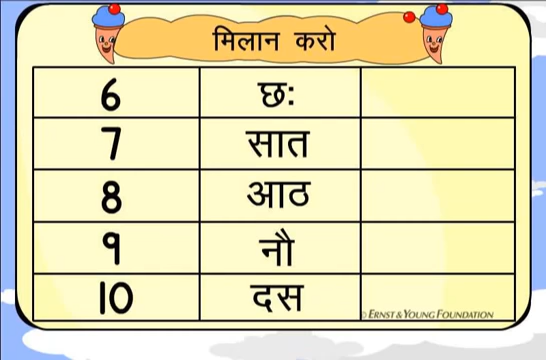 मिलान करो
6 छः
7 सात
8 आठ
9 नौ
10 दस
ERNST & YOUNG FOUNDATION